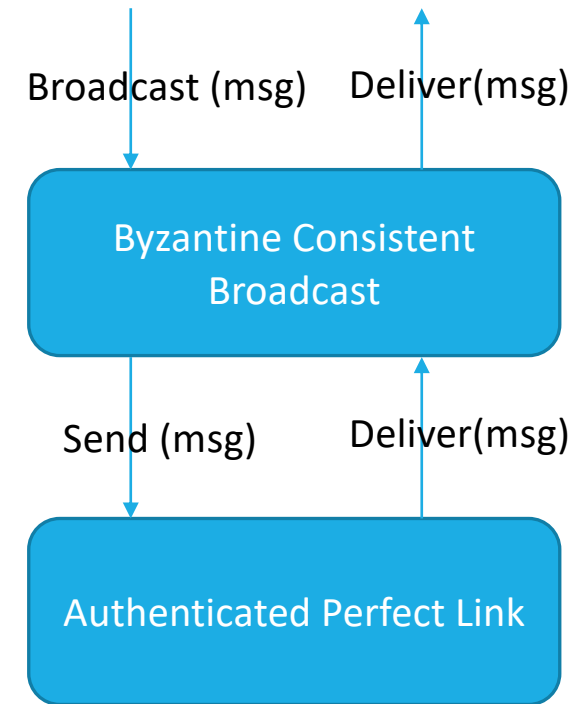 Broadcast (msg) Deliver(msg)
Byzantine Consistent
Broadcast
Send (msg) Deliver(msg)
Authenticated Perfect Link